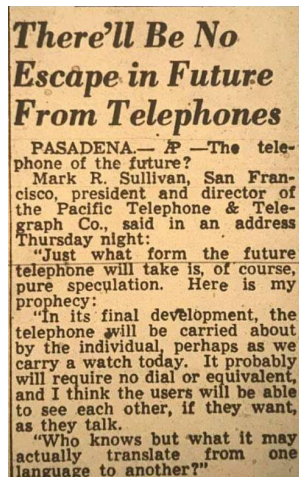 There'll Be No
Escape in Future
From Telephones
PASADENA.— AP —The tele-
phone of the future?
Mark R. Sullivan, San Fran-
cisco, president and director of
the Pacific Telephone & Tele-
graph Co., said in an address
Thursday night:
"Just what form the future
telephone will take is, of course,
pure speculation. Here is my
prophecy:
"In its final development, the
telephone will be carried about
by the individual, perhaps as we
carry a watch today. It probably
will require no dial or equivalent,
and I think the users will be able
to see each other, if they want,
as they talk.
"Who knows but what it may
actually translate from one
language to another?"